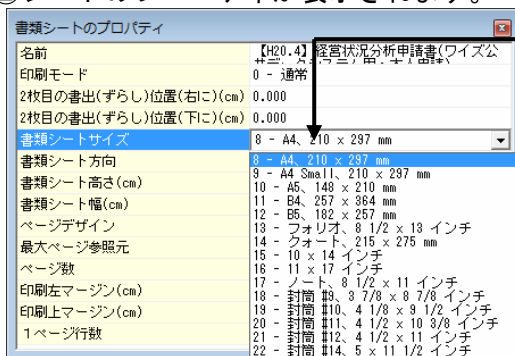 書類シートのプロパティ
名前 【H20.4】経営状況分析申請書(ワイズ公
印刷モード 0 - 通常
2枚目の書出(ずらし)位置(右に)(cm) 0.000
2枚目の書出(ずらし)位置(下に)(cm) 0.000
書類シートサイズ 8 - A4、210 x 297 mm
書類シート方向 8 - A4、210 x 297 mm
9 - A4 Small、210 x 297 mm
書類シート高さ(cm) 10 - A5、148 x 210 mm
11 - B4、257 x 364 mm
書類シート幅(cm) 12 - B5、182 x 257 mm
13 - フォリオ、8 1/2 x 13 インチ
ページデザイン 14 - クォート、215 x 275 mm
最大ページ参照元 15 - 10 x 14 インチ
16 - 11 x 17 インチ
ページ数 17 - ノート、8 1/2 x 11 インチ
印刷左マージン(cm) 18 - 封筒 #9、3 7/8 x 8 7/8 インチ
19 - 封筒 #10、4 1/8 x 9 1/2 インチ
印刷上マージン(cm) 20 - 封筒 #11、4 1/2 x 10 3/8 インチ
1ページ行数 21 - 封筒 #12、4 1/2 x 11 インチ
22 - 封筒 #14、5 x 11 1/2 インチ